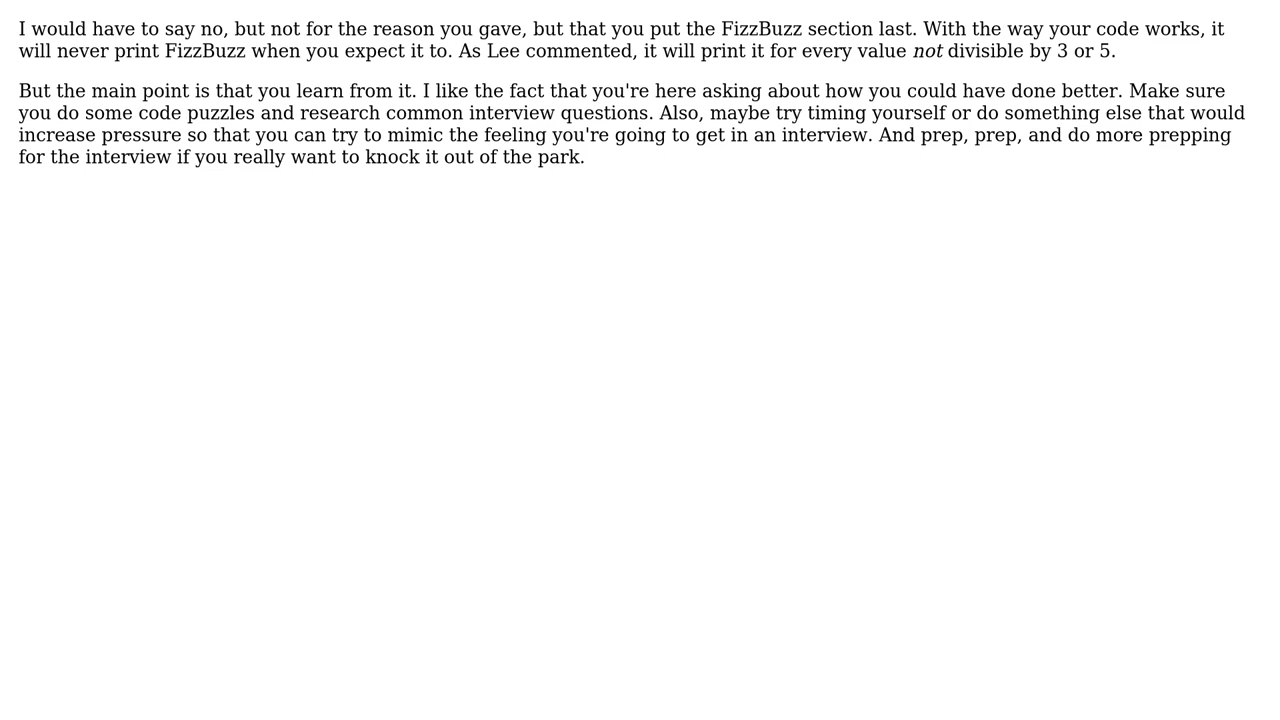 I would have to say no, but not for the reason you gave, but that you put the FizzBuzz section last. With the way your code works, it
will never print FizzBuzz when you expect it to. As Lee commented, it will print it for every value not divisible by 3 or 5.
But the main point is that you learn from it. I like the fact that you're here asking about how you could have done better. Make sure
you do some code puzzles and research common interview questions. Also, maybe try timing yourself or do something else that would
increase pressure so that you can try to mimic the feeling you're going to get in an interview. And prep, prep, and do more prepping
for the interview if you really want to knock it out of the park.